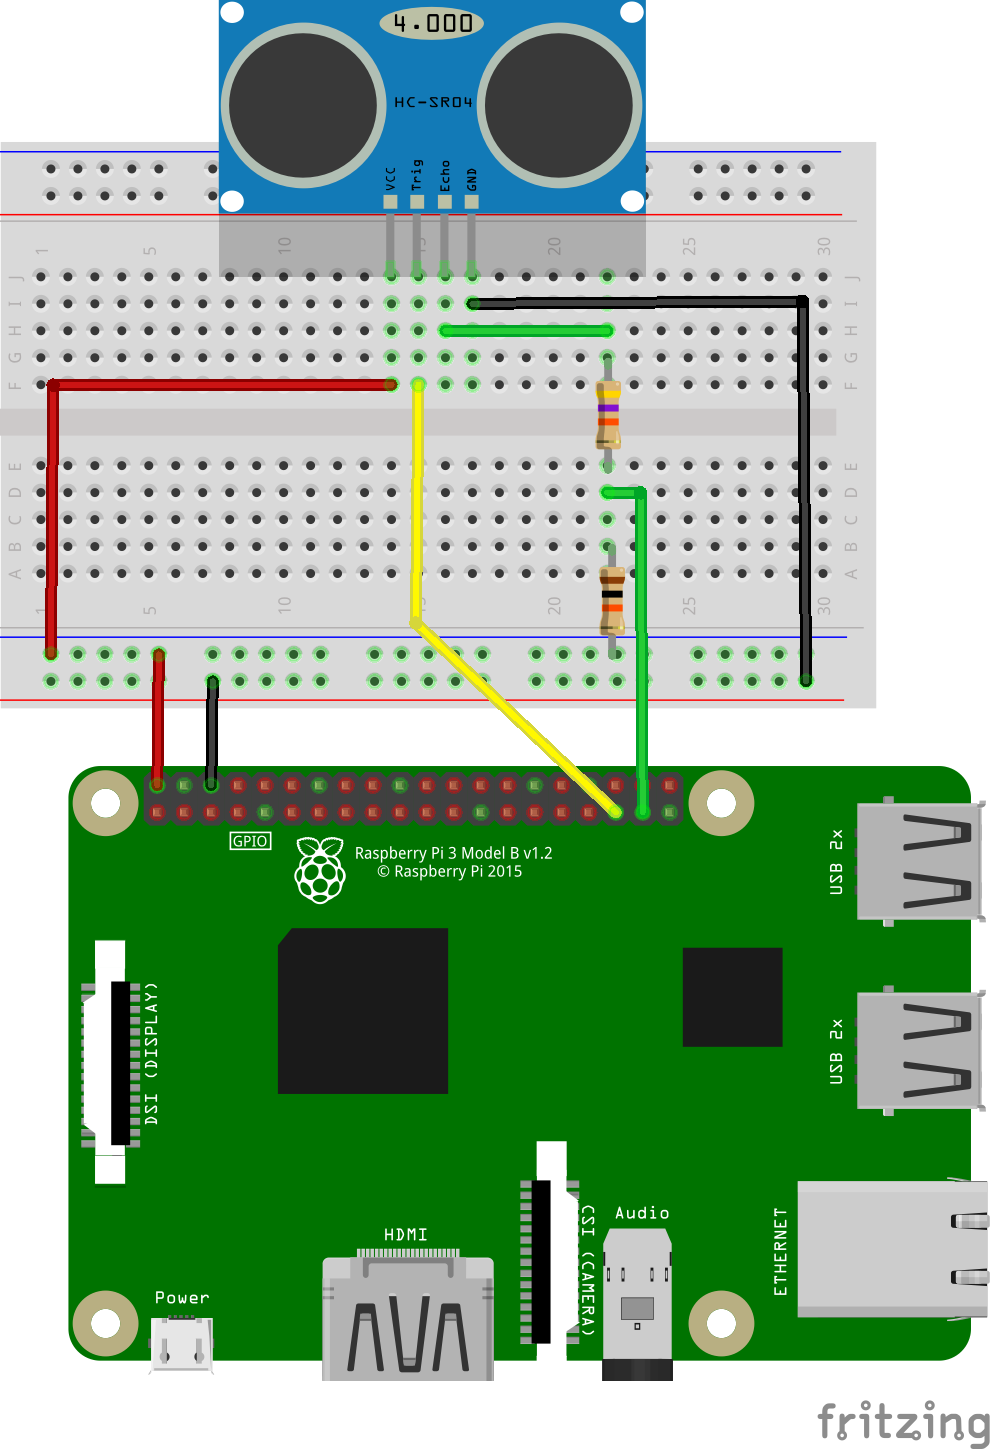 4.000
HC-SR04
VCC
Trig
Echo
GND
1 5 10 15 20 25 30
J J
I I
H H
G G
F F
E E
D D
C C
B B
A A
1 5 10 15 20 25 30
GPIO
Raspberry Pi 3 Model B v1.2
© Raspberry Pi 2015
USB 2x
DSI (DISPLAY)
USB 2x
ETHERNET
CSI (CAMERA)
Audio
HDMI
Power
fritzing